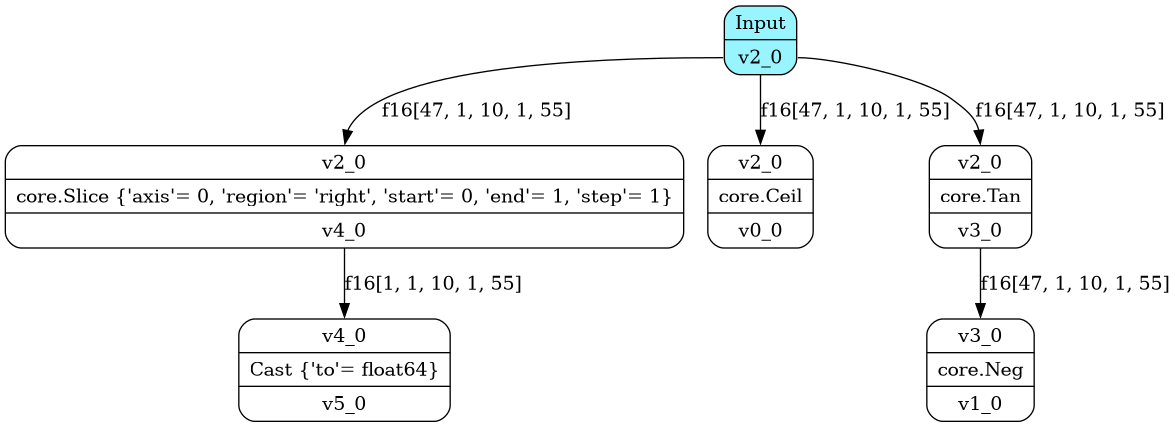 Input
v2_0
f16[47, 1, 10, 1, 55]
f16[47, 1, 10, 1, 55]
f16[47, 1, 10, 1, 55]
v2_0
core.Slice {'axis'= 0, 'region'= 'right', 'start'= 0, 'end'= 1, 'step'= 1}
v4_0
v2_0
core.Ceil
v0_0
v2_0
core.Tan
v3_0
f16[1, 1, 10, 1, 55]
f16[47, 1, 10, 1, 55]
v4_0
Cast {'to'= float64}
v5_0
v3_0
core.Neg
v1_0